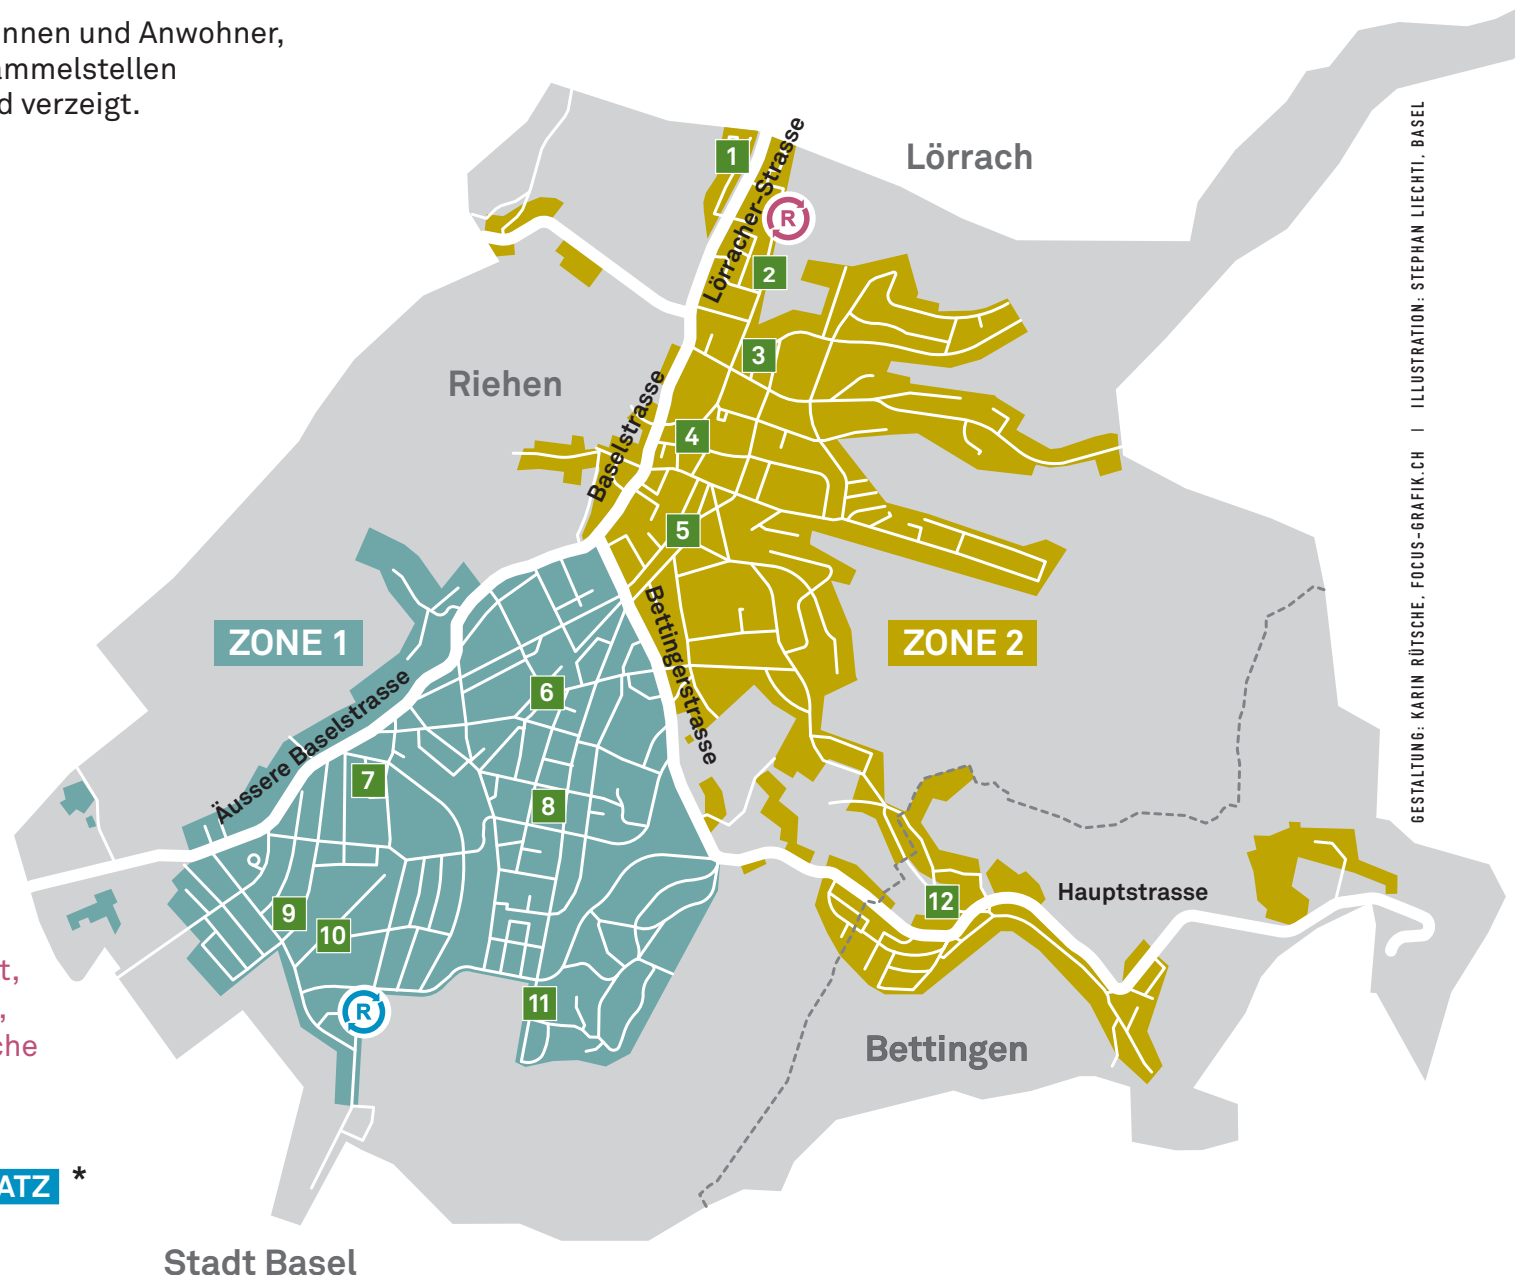 nnen und Anwohner,
ammelstellen
d verzeigt.
Lörrach
Lörracher-Strasse
1
R
2
3
Riehen
Baselstrasse
4
5
ZONE 1
ZONE 2
Bettingerstrasse
6
Äussere Baselstrasse
7
8
9
10
11
12
Hauptstrasse
R
Bettingen
t,
,
che
ATZ *
Stadt Basel
GESTALTUNG: KARIN RÜTSCHE, FOCUS-GRAFIK.CH | ILLUSTRATION: STEPHAN LIECHTI, BASEL